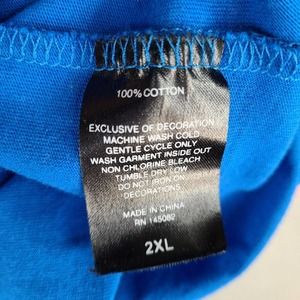 100% COTTON
EXCLUSIVE OF DECORATION
MACHINE WASH COLD
GENTLE CYCLE ONLY
WASH GARMENT INSIDE OUT
NON CHLORINE BLEACH
TUMBLE DRY LOW
DO NOT IRON ON
DECORATIONS
MADE IN CHINA
RN 145082
2XL